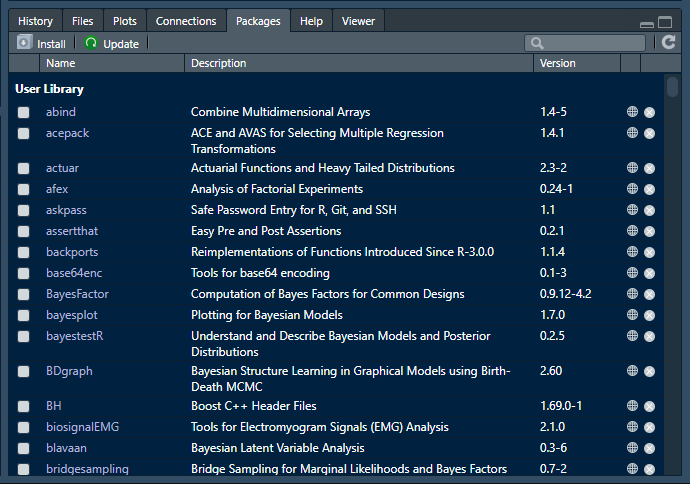 History Files Plots Connections Packages Help Viewer
Install Update
Name Description Version
User Library
abind Combine Multidimensional Arrays 1.4-5
acepack ACE and AVAS for Selecting Multiple Regression 1.4.1
Transformations
actuar Actuarial Functions and Heavy Tailed Distributions 2.3-2
afex Analysis of Factorial Experiments 0.24-1
askpass Safe Password Entry for R, Git, and SSH 1.1
assertthat Easy Pre and Post Assertions 0.2.1
backports Reimplementations of Functions Introduced Since R-3.0.0 1.1.4
base64enc Tools for base64 encoding 0.1-3
BayesFactor Computation of Bayes Factors for Common Designs 0.9.12-4.2
bayesplot Plotting for Bayesian Models 1.7.0
bayestestR Understand and Describe Bayesian Models and Posterior 0.2.5
Distributions
BDgraph Bayesian Structure Learning in Graphical Models using Birth- 2.60
Death MCMC
BH Boost C++ Header Files 1.69.0-1
biosignalEMG Tools for Electromyogram Signals (EMG) Analysis 2.1.0
blavaan Bayesian Latent Variable Analysis 0.3-6
bridgesampling Bridge Sampling for Marginal Likelihoods and Bayes Factors 0.7-2